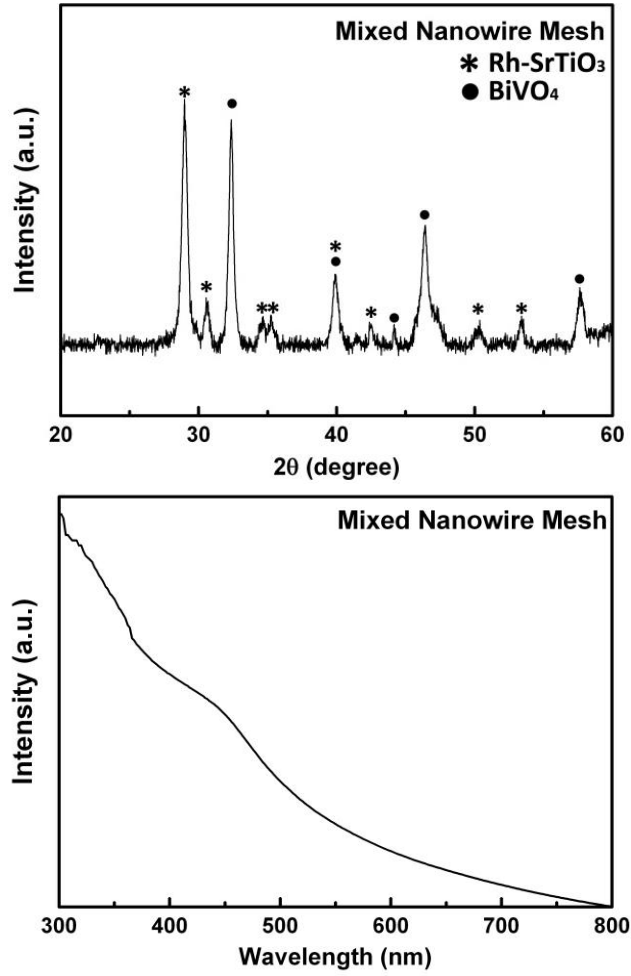 Mixed Nanowire Mesh
* Rh-SrTiO₃
● BiVO₄
Intensity (a.u.)
20 30 40 50 60
2θ (degree)
Mixed Nanowire Mesh
Intensity (a.u.)
300 400 500 600 700 800
Wavelength (nm)